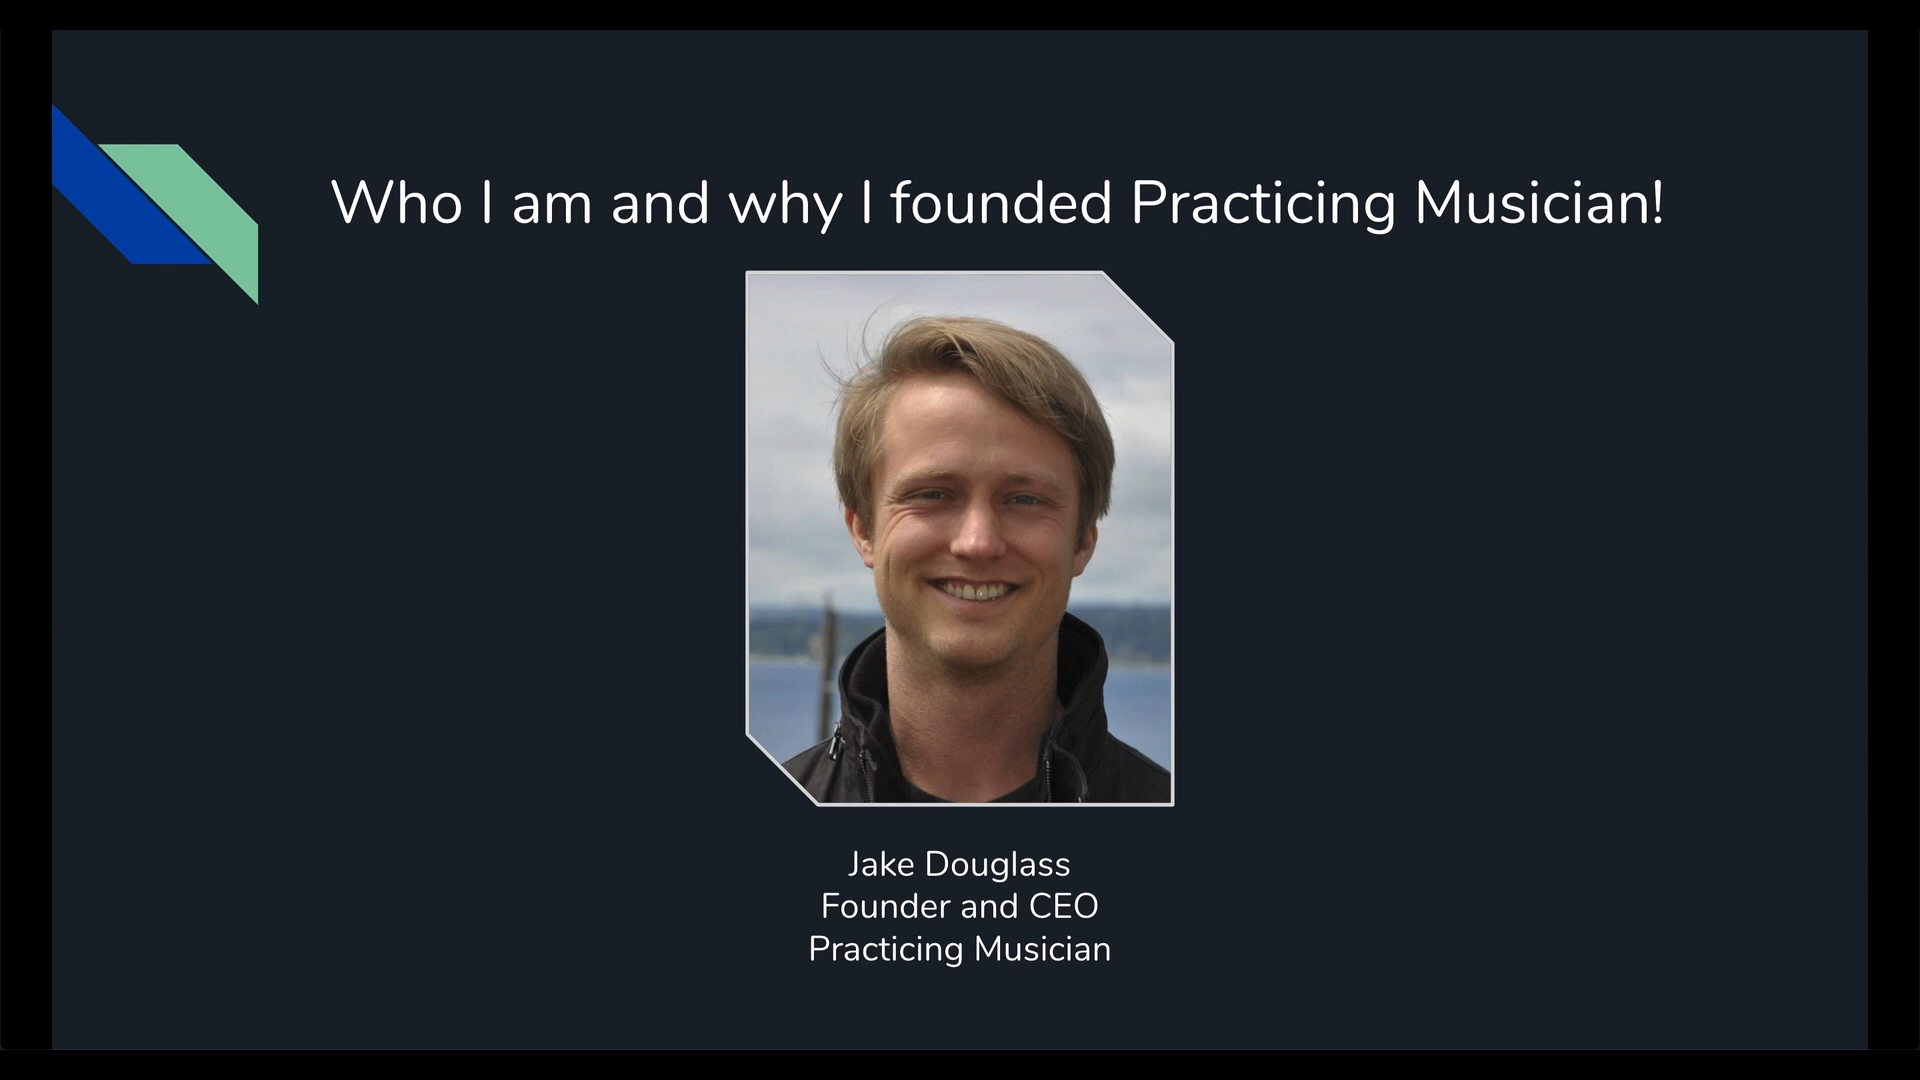 Who I am and why I founded Practicing Musician!
Jake Douglass
Founder and CEO
Practicing Musician